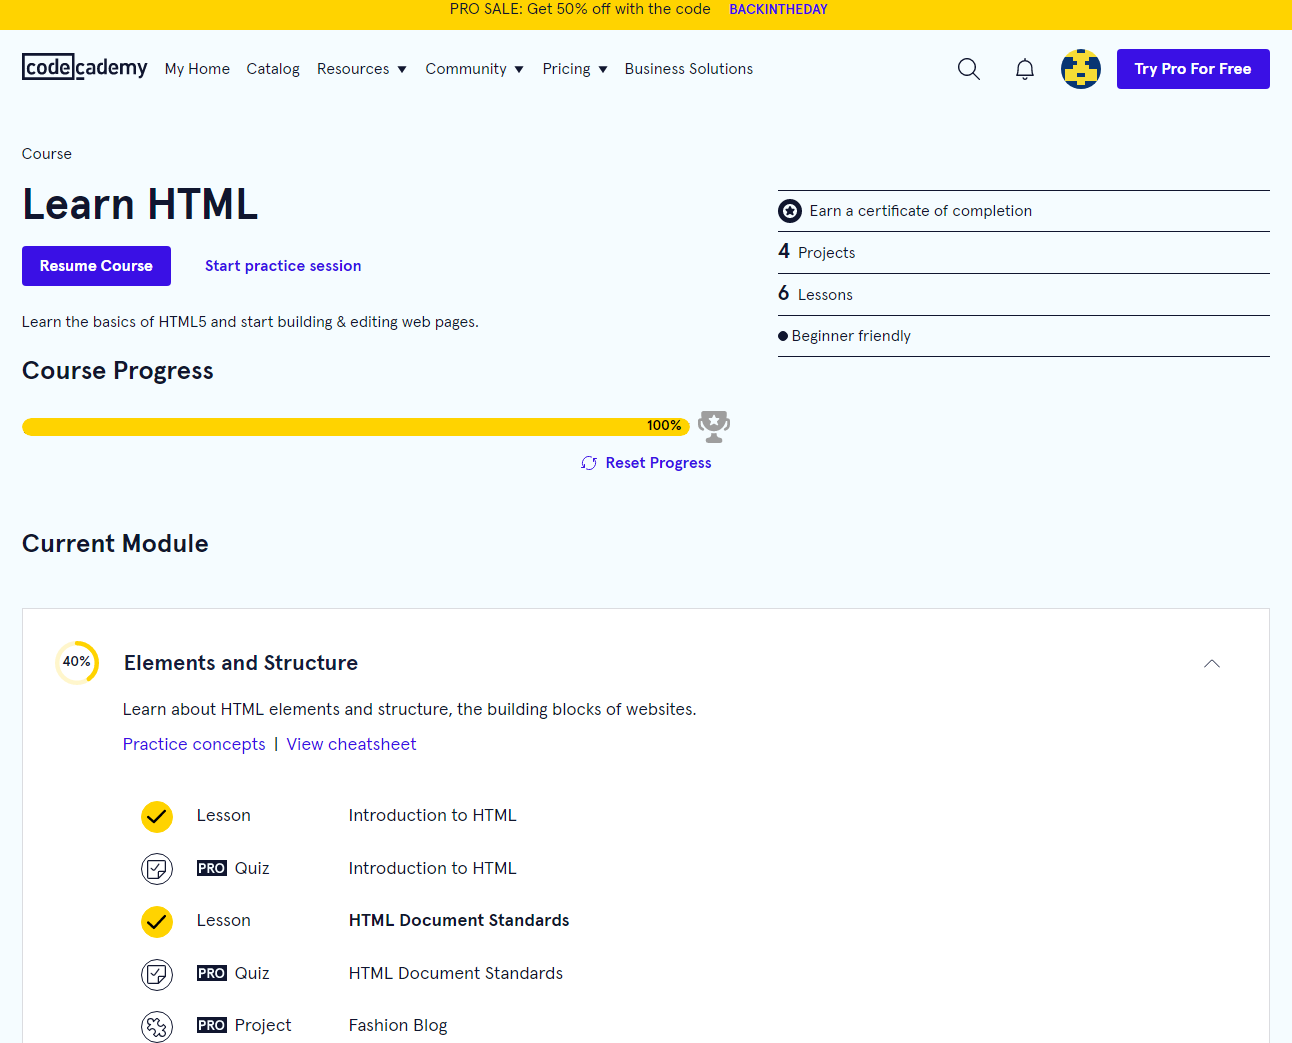 PRO SALE: Get 50% off with the code BACKINTHEDAY
codecademy My Home Catalog Resources Community Pricing Business Solutions Try Pro For Free
Course
Learn HTML
Resume Course Start practice session
Learn the basics of HTML5 and start building & editing web pages.
Earn a certificate of completion
4 Projects
6 Lessons
Beginner friendly
Course Progress
100%
Reset Progress
Current Module
40% Elements and Structure
Learn about HTML elements and structure, the building blocks of websites.
Practice concepts | View cheatsheet
Lesson Introduction to HTML
PRO Quiz Introduction to HTML
Lesson HTML Document Standards
PRO Quiz HTML Document Standards
PRO Project Fashion Blog